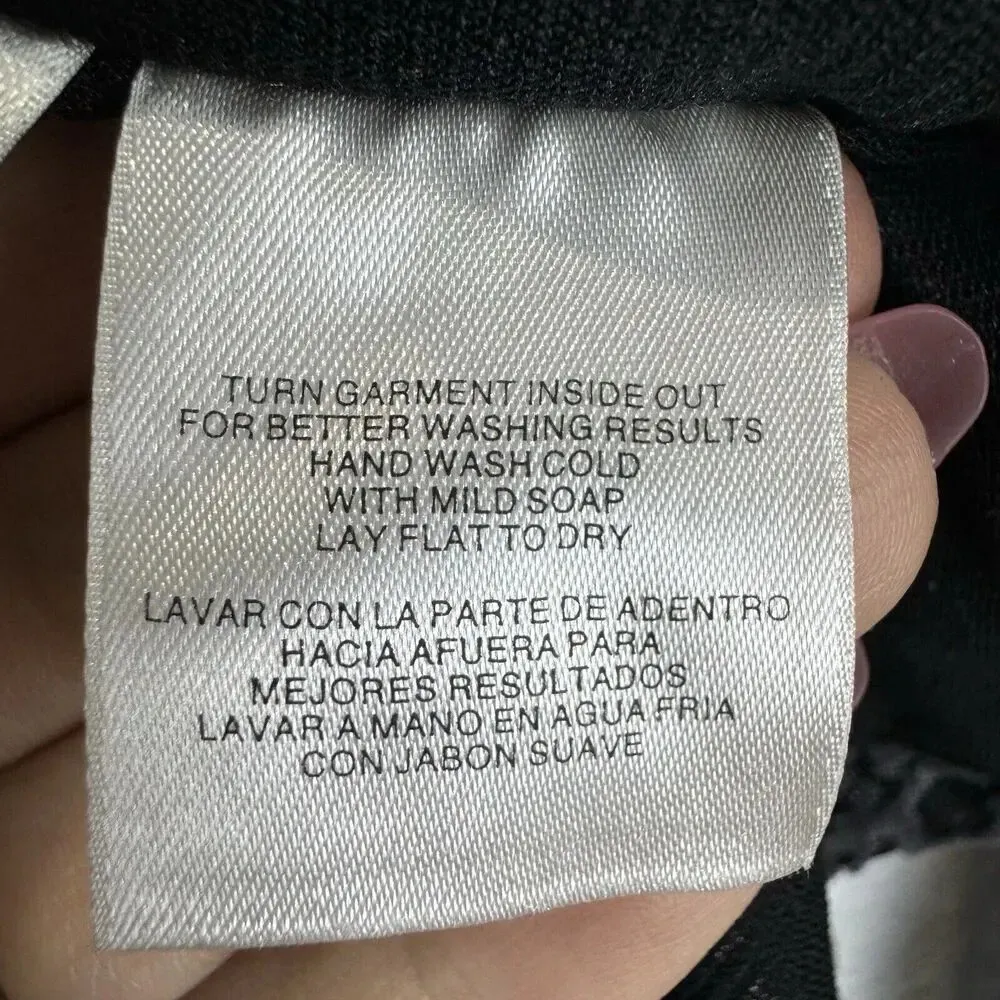 TURN GARMENT INSIDE OUT
FOR BETTER WASHING RESULTS
HAND WASH COLD
WITH MILD SOAP
LAY FLAT TO DRY
LAVAR CON LA PARTE DE ADENTRO
HACIA AFUERA PARA
MEJORES RESULTADOS
LAVAR A MANO EN AGUA FRIA
CON JABON SUAVE